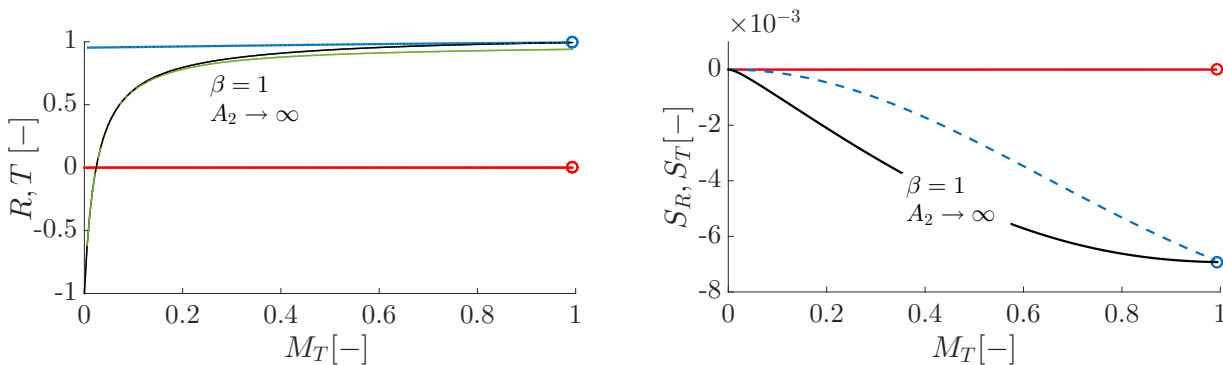 1
0.5
0
-0.5
-1
R, T [−]
β = 1
A₂ → ∞
0 0.2 0.4 0.6 0.8 1
M_T[−]
×10⁻³
0
-2
-4
-6
-8
S_R, S_T[−]
β = 1
A₂ → ∞
0 0.2 0.4 0.6 0.8 1
M_T[−]